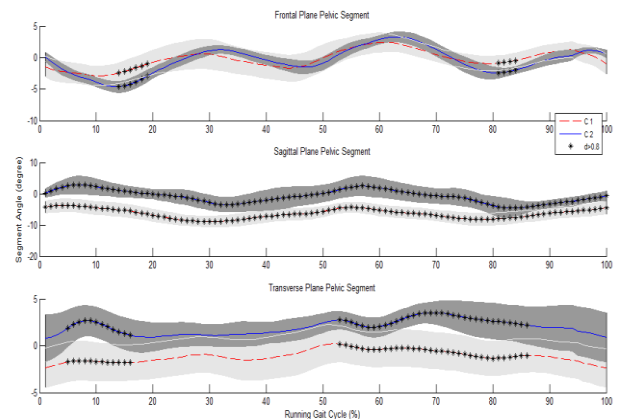 Frontal Plane Pelvic Segment
5
0
-5
-10
0 10 20 30 40 50 60 70 80 90 100
C 1
C 2
d>0.8
Sagittal Plane Pelvic Segment
Segment Angle (degree)
10
0
-10
-20
0 10 20 30 40 50 60 70 80 90 100
Transverse Plane Pelvic Segment
5
0
-5
0 10 20 30 40 50 60 70 80 90 100
Running Gait Cycle (%)